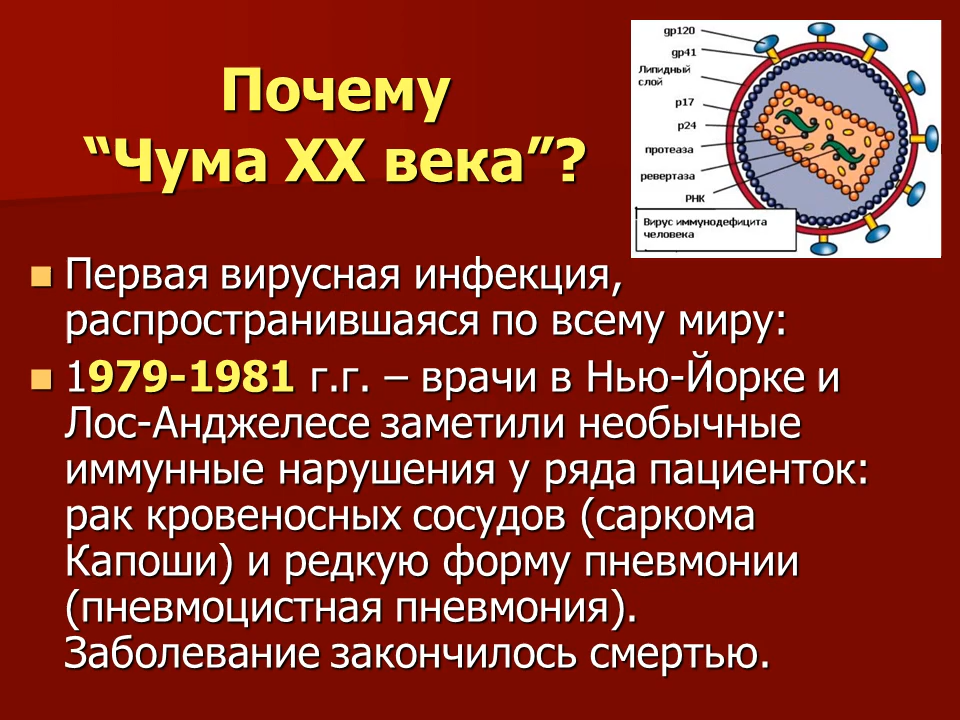 Почему
“Чума XX века”?
gp120
gp41
Липидный
слой
p17
p24
протеаза
ревертаза
РНК
Вирус иммунодефицита
человека
Первая вирусная инфекция,
распространившаяся по всему миру:
1979-1981 г.г. – врачи в Нью-Йорке и
Лос-Анджелесе заметили необычные
иммунные нарушения у ряда пациенток:
рак кровеносных сосудов (саркома
Капоши) и редкую форму пневмонии
(пневмоцистная пневмония).
Заболевание закончилось смертью.